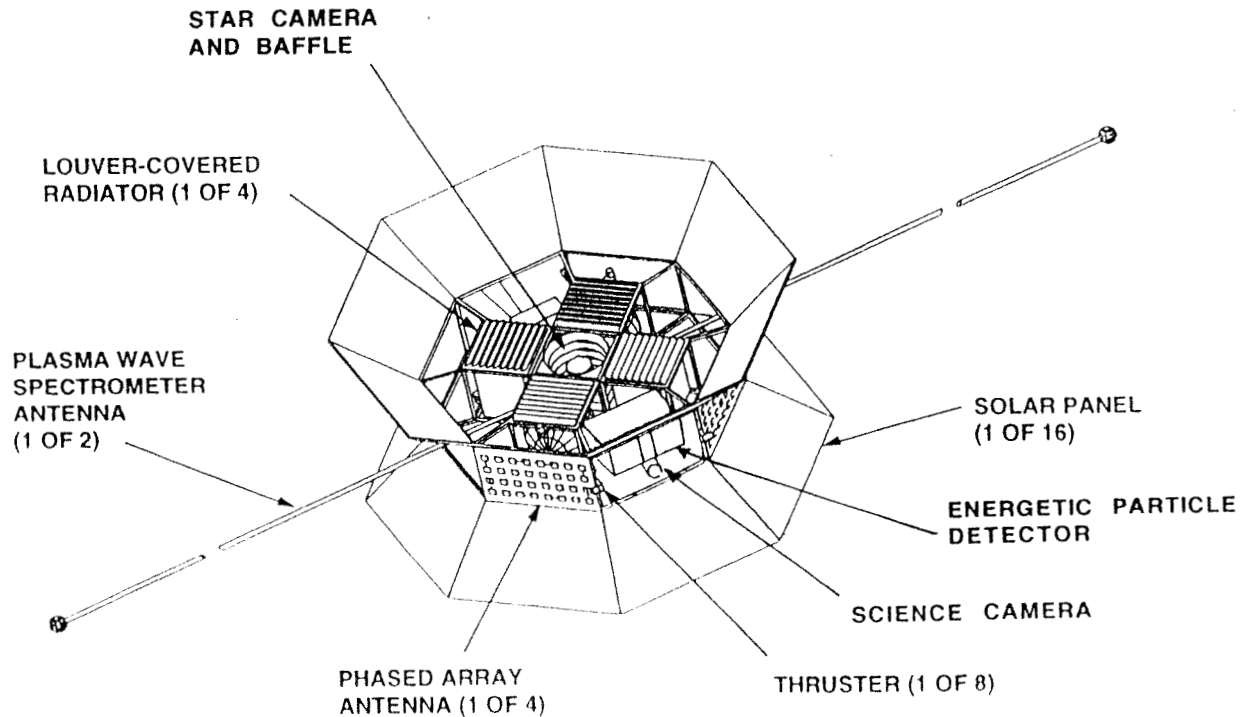 STAR CAMERA
AND BAFFLE
LOUVER-COVERED
RADIATOR (1 OF 4)
PLASMA WAVE
SPECTROMETER
ANTENNA
(1 OF 2)
SOLAR PANEL
(1 OF 16)
ENERGETIC PARTICLE
DETECTOR
SCIENCE CAMERA
THRUSTER (1 OF 8)
PHASED ARRAY
ANTENNA (1 OF 4)